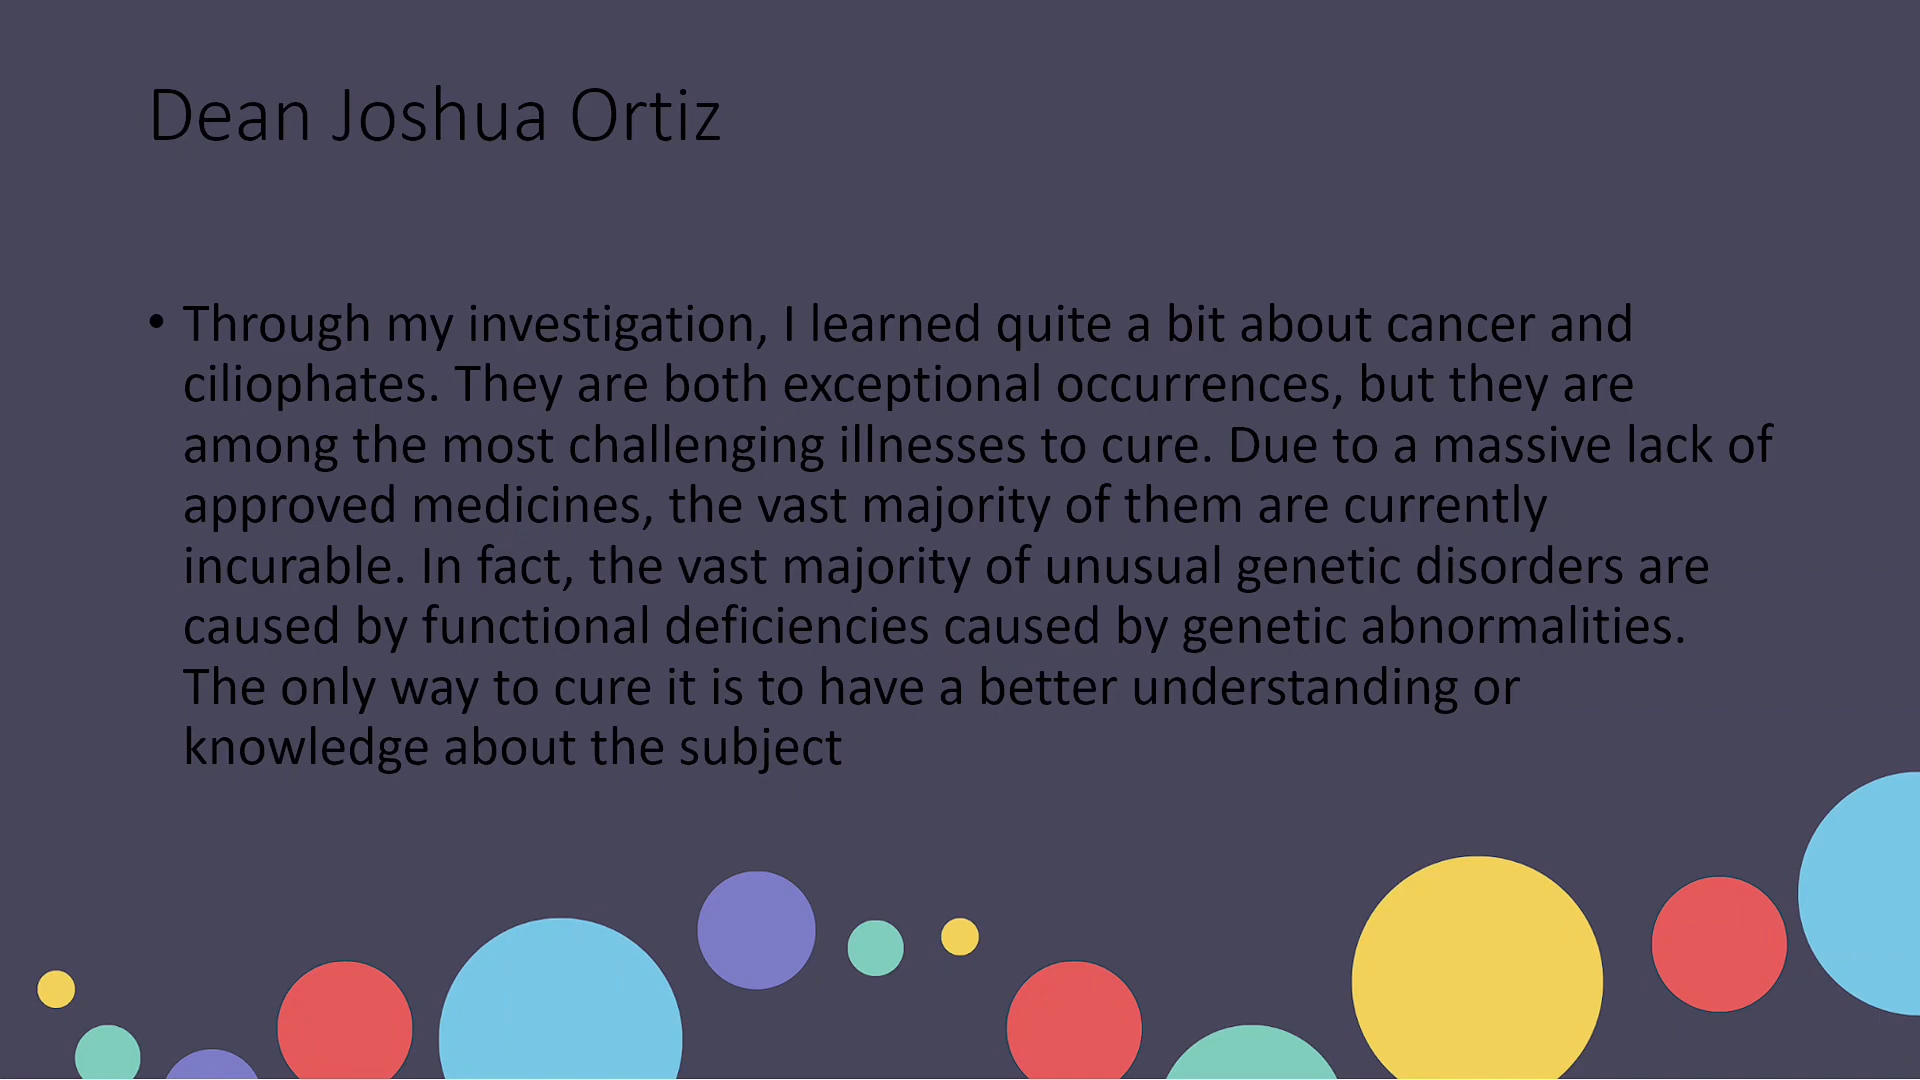 Dean Joshua Ortiz
• Through my investigation, I learned quite a bit about cancer and
ciliophates. They are both exceptional occurrences, but they are
among the most challenging illnesses to cure. Due to a massive lack of
approved medicines, the vast majority of them are currently
incurable. In fact, the vast majority of unusual genetic disorders are
caused by functional deficiencies caused by genetic abnormalities.
The only way to cure it is to have a better understanding or
knowledge about the subject